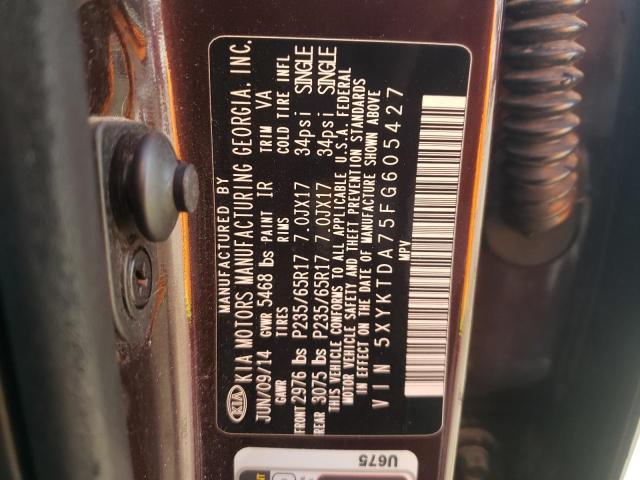 MANUFACTURED BY
KIA KIA MOTORS MANUFACTURING GEORGIA. INC.
JUN/09/14 GVWR 5468 lbs PAINT IR TRIM VA
GAWR TIRES RIMS COLD TIRE INFL
FRONT 2976 lbs P235/65R17 7.0JX17 34psi SINGLE
REAR 3075 lbs P235/65R17 7.0JX17 34psi SINGLE
THIS VEHICLE CONFORMS TO ALL APPLICABLE U.S.A. FEDERAL
MOTOR VEHICLE SAFETY AND THEFT PREVENTION STANDARDS
IN EFFECT ON THE DATE OF MANUFACTURE SHOWN ABOVE
VIN 5XYKTDA75FG605427
MPV
U675